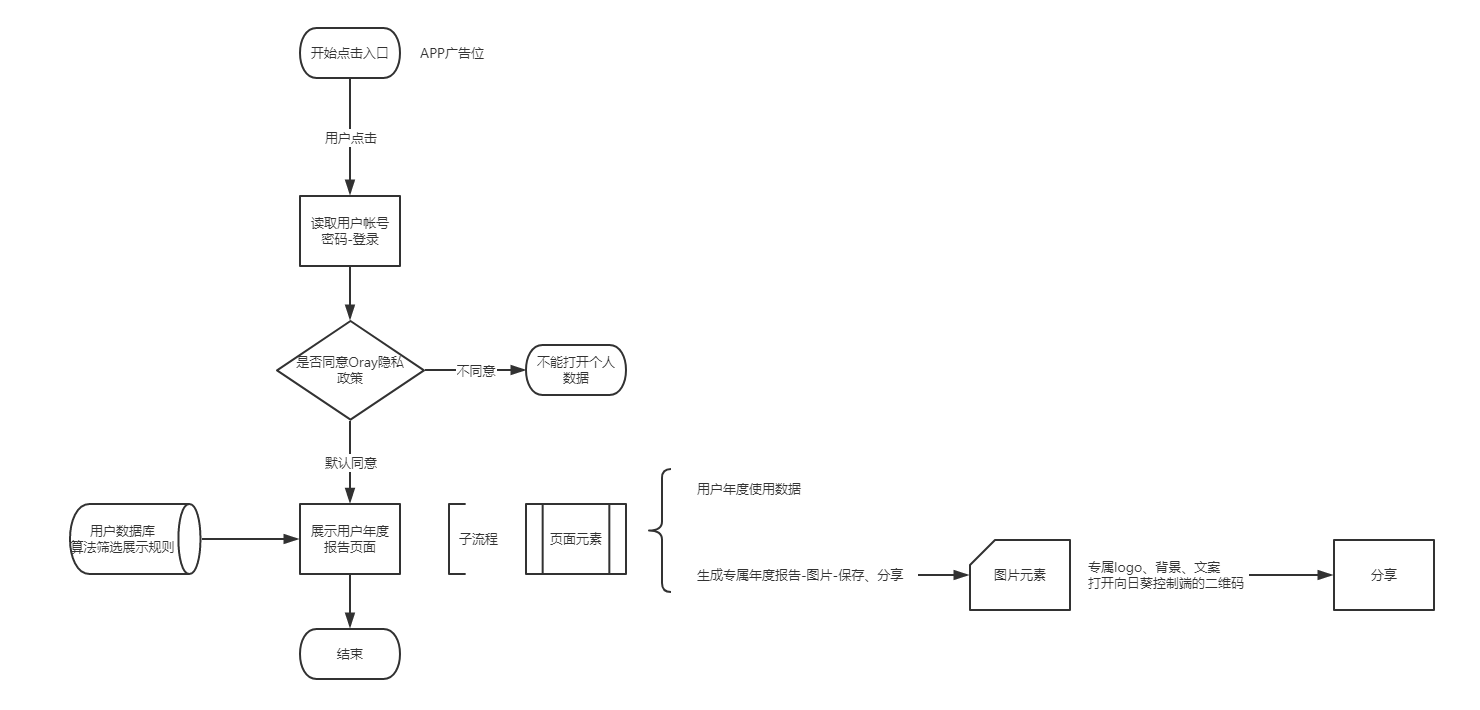 开始点击入口
APP广告位
用户点击
读取用户帐号
密码-登录
是否同意Oray隐私
政策
不同意
不能打开个人
数据
默认同意
用户数据库
算法筛选展示规则
展示用户年度
报告页面
子流程
页面元素
用户年度使用数据
生成专属年度报告-图片-保存、分享
图片元素
专属logo、背景、文案
打开向日葵控制端的二维码
分享
结束